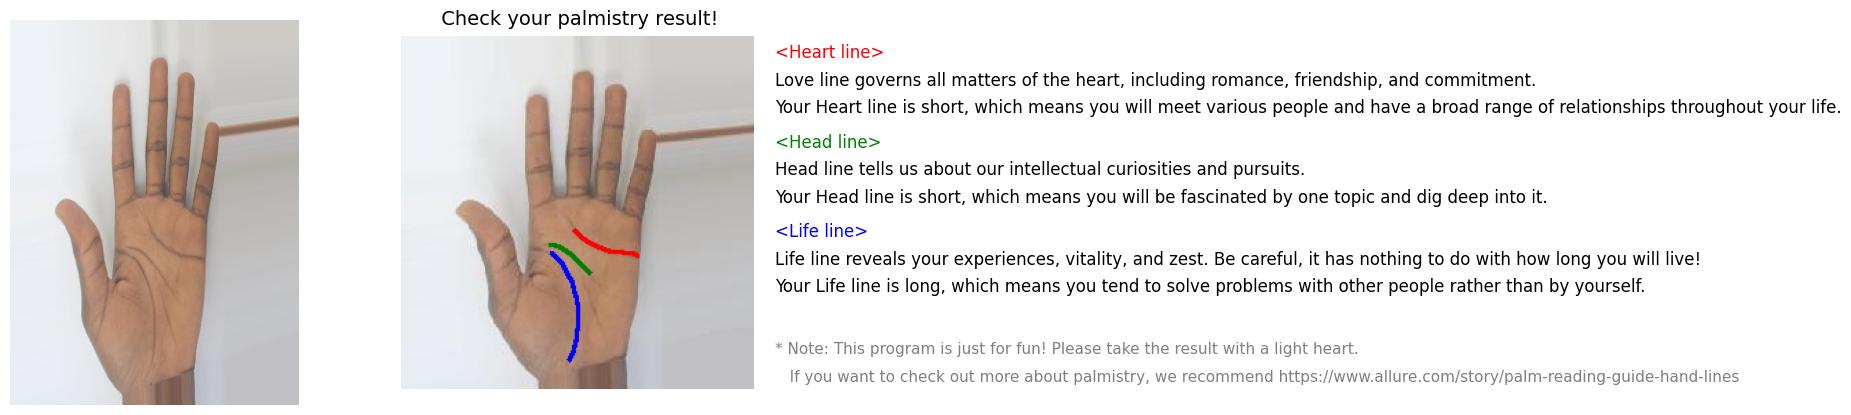 Check your palmistry result!
<Heart line>
Love line governs all matters of the heart, including romance, friendship, and commitment.
Your Heart line is short, which means you will meet various people and have a broad range of relationships throughout your life.
<Head line>
Head line tells us about our intellectual curiosities and pursuits.
Your Head line is short, which means you will be fascinated by one topic and dig deep into it.
<Life line>
Life line reveals your experiences, vitality, and zest. Be careful, it has nothing to do with how long you will live!
Your Life line is long, which means you tend to solve problems with other people rather than by yourself.
* Note: This program is just for fun! Please take the result with a light heart.
If you want to check out more about palmistry, we recommend https://www.allure.com/story/palm-reading-guide-hand-lines